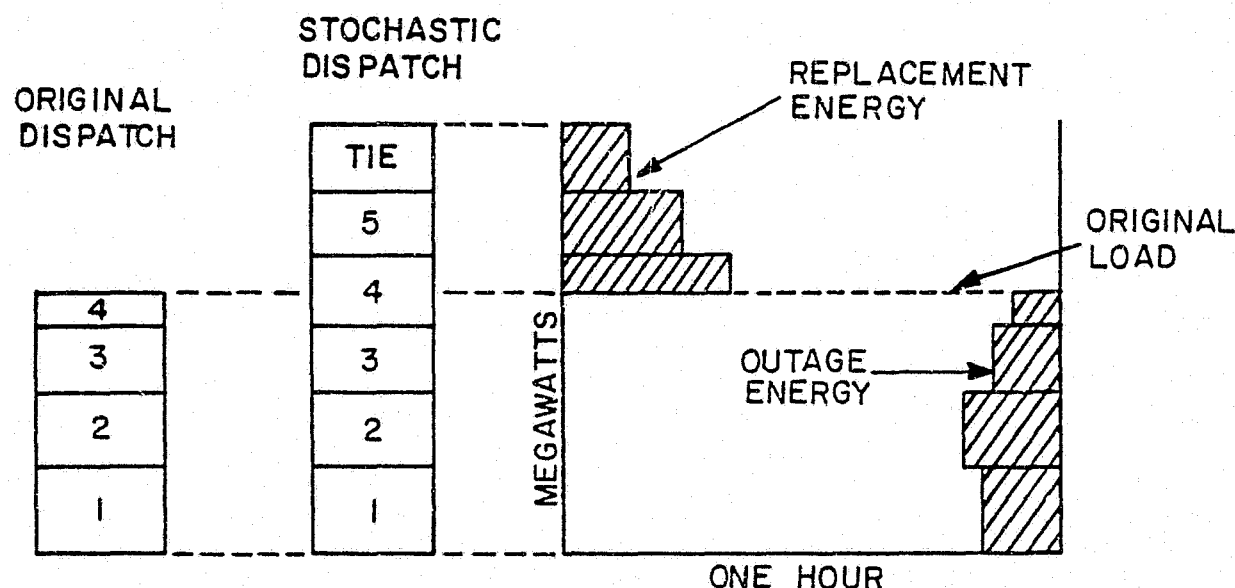 STOCHASTIC
DISPATCH
ORIGINAL
DISPATCH
REPLACEMENT
ENERGY
TIE
5
4
3
2
1
4
3
2
1
MEGAWATTS
ORIGINAL
LOAD
OUTAGE
ENERGY
ONE HOUR